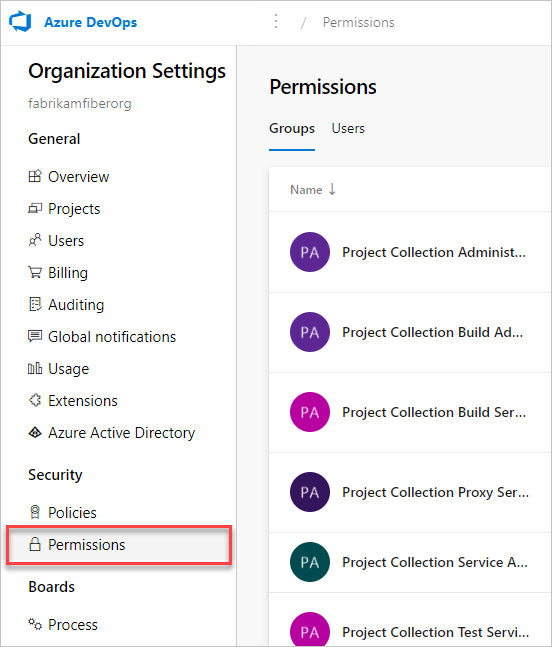 Azure DevOps
/ Permissions
Organization Settings
fabrikamfiberorg
General
Overview
Projects
Users
Billing
Auditing
Global notifications
Usage
Extensions
Azure Active Directory
Security
Policies
Permissions
Boards
Process
Permissions
Groups Users
Name ↓
PA Project Collection Administ...
PA Project Collection Build Ad...
PA Project Collection Build Ser...
PA Project Collection Proxy Ser...
PA Project Collection Service A...
PA Project Collection Test Servi...